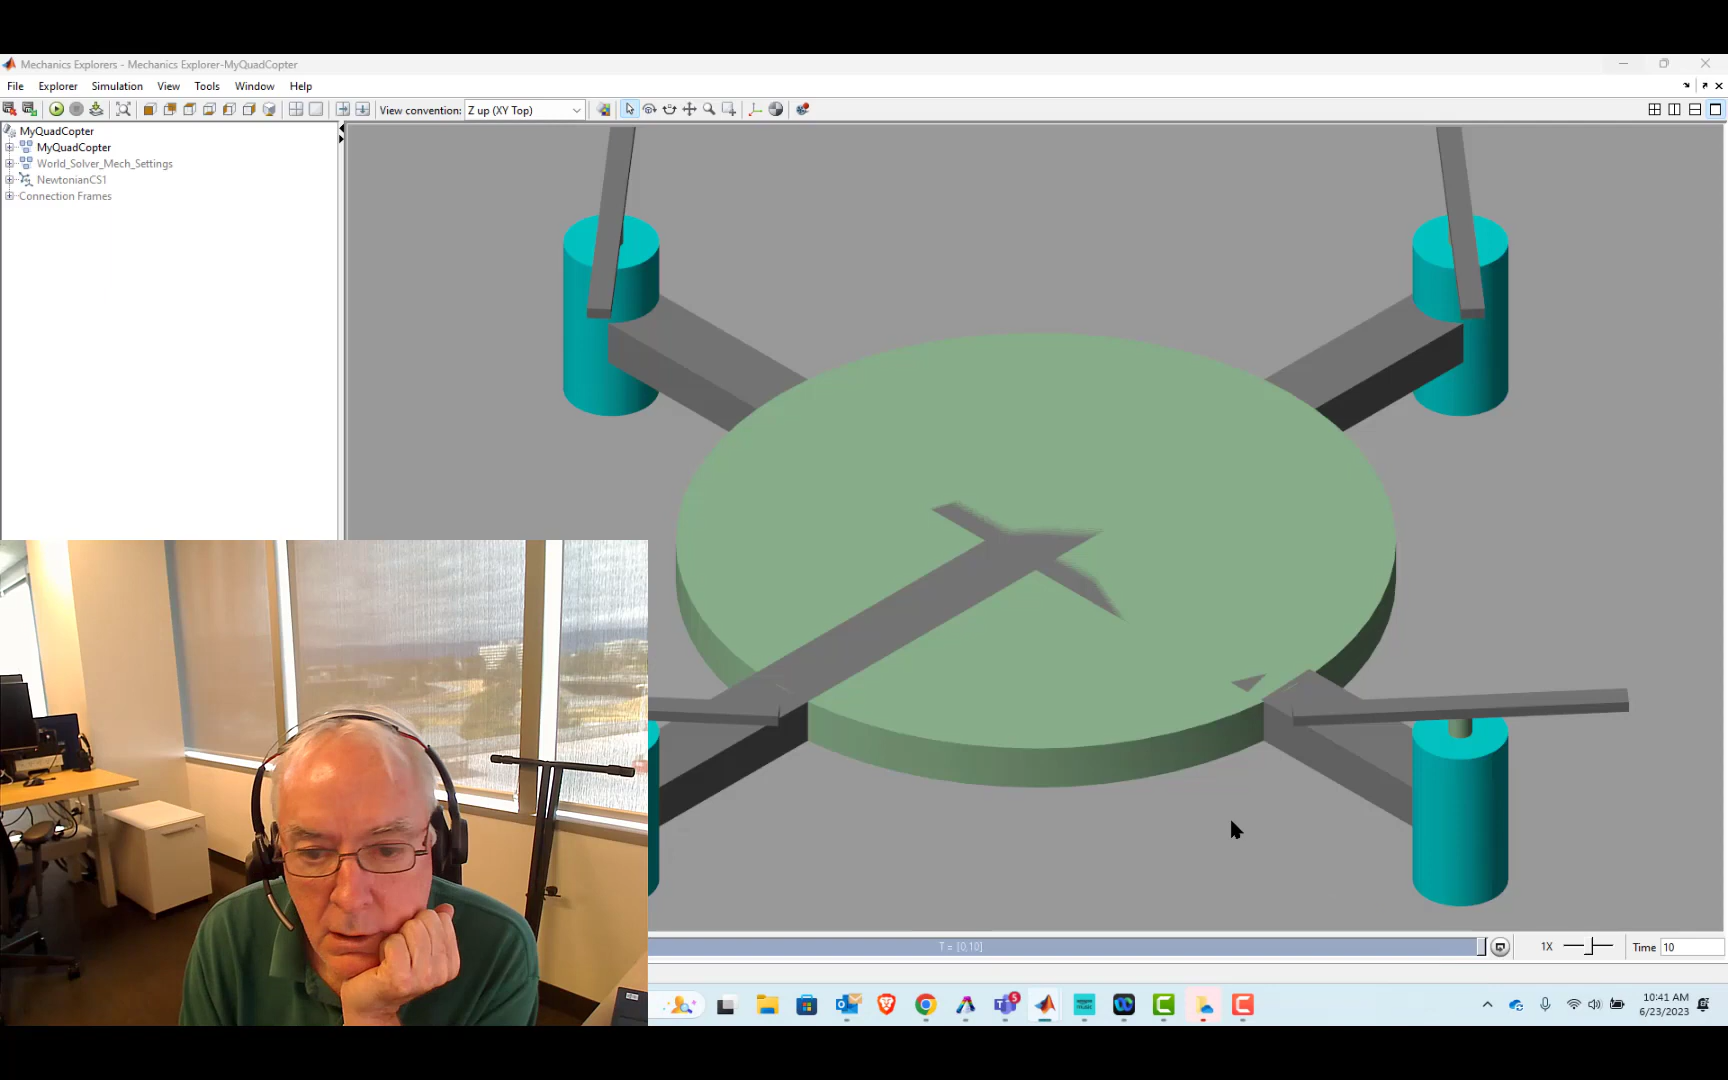 Mechanics Explorers - Mechanics Explorer-MyQuadCopter
File Explorer Simulation View Tools Window Help
View convention: Z up (XY Top)
MyQuadCopter
MyQuadCopter
World_Solver_Mech_Settings
NewtonianCS1
Connection Frames
T = [0,10]
1X
Time 10
5
10:41 AM
6/23/2023